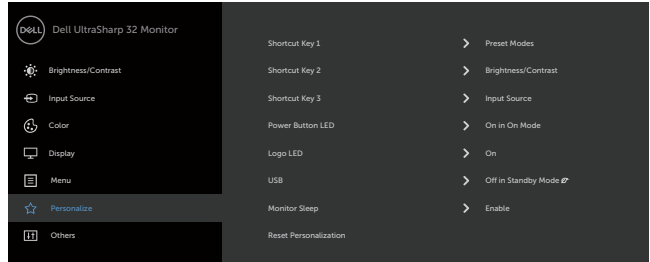 DELL Dell UltraSharp 32 Monitor
Shortcut Key 1 Preset Modes
Brightness/Contrast Shortcut Key 2 Brightness/Contrast
Input Source Shortcut Key 3 Input Source
Color Power Button LED On in On Mode
Display Logo LED On
Menu USB Off in Standby Mode
Personalize Monitor Sleep Enable
Others Reset Personalization